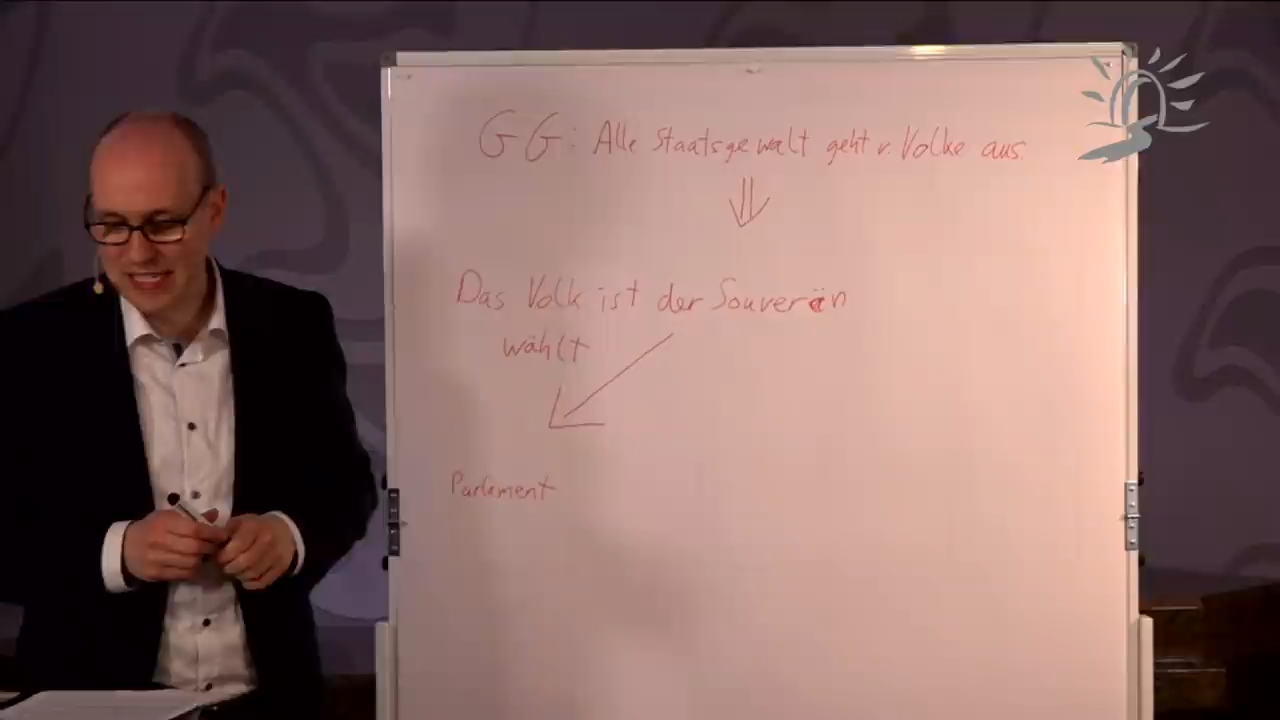 GG: Alle Staatsgewalt geht v. Volke aus.
Das Volk ist der Souverän
wählt
Parlament